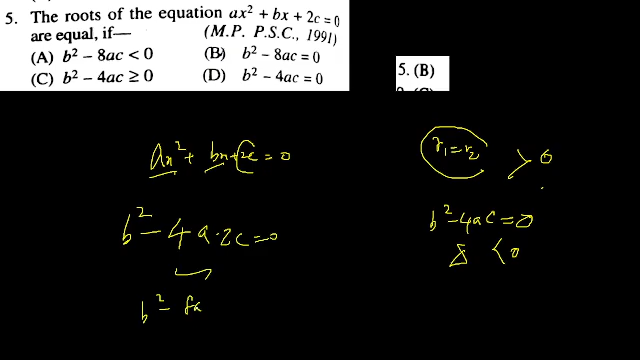 5. The roots of the equation ax² + bx + 2c = 0
are equal, if— (M.P. P.S.C., 1991)
(A) b² – 8ac < 0 (B) b² – 8ac = 0
(C) b² – 4ac ≥ 0 (D) b² – 4ac = 0
5. (B)
ax² + bx + 2c = 0
r₁ = r₂
> 0
b² – 4a · 2c = 0
b² – 4ac = 0
< 0
b² – 8a